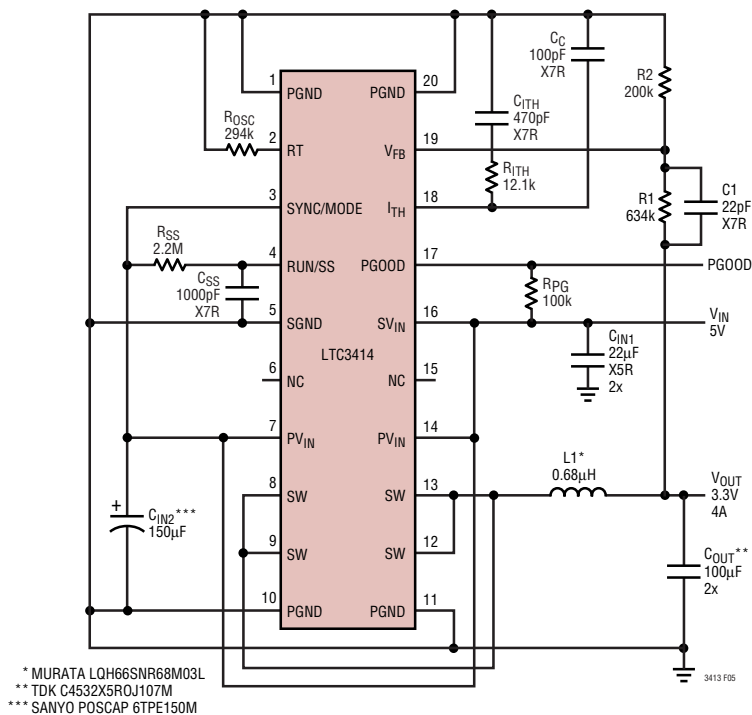 CC
100pF
X7R
R2
200k
1
PGND
PGND
20
ROSC
294k
CITH
470pF
X7R
2
RT
VFB
19
RITH
12.1k
C1
22pF
X7R
R1
634k
3
SYNC/MODE
ITH
18
RSS
2.2M
4
RUN/SS
PGOOD
17
PGOOD
CSS
1000pF
X7R
RPG
100k
5
SGND
SVIN
16
VIN
5V
LTC3414
CIN1
22µF
X5R
2x
6
NC
NC
15
7
PVIN
PVIN
14
L1*
0.68µH
8
SW
SW
13
VOUT
3.3V
4A
+
CIN2***
150µF
9
SW
SW
12
COUT**
100µF
2x
10
PGND
PGND
11
3413 F05
* MURATA LQH66SNR68M03L
** TDK C4532X5ROJ107M
*** SANYO POSCAP 6TPE150M